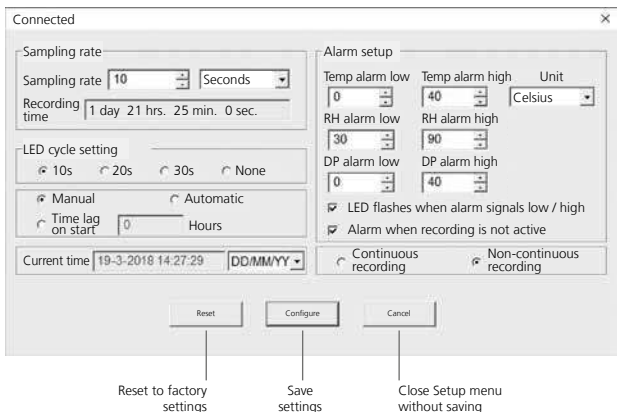 Connected
Sampling rate
Sampling rate 10 Seconds
Recording time 1 day 21 hrs. 25 min. 0 sec.
LED cycle setting
10s 20s 30s None
Manual Automatic
Time lag on start 0 Hours
Current time 19-3-2018 14:27:29 DD/MM/YY
Alarm setup
Temp alarm low Temp alarm high Unit
0 40 Celsius
RH alarm low RH alarm high
30 90
DP alarm low DP alarm high
0 40
LED flashes when alarm signals low / high
Alarm when recording is not active
Continuous recording Non-continuous recording
Reset Configure Cancel
Reset to factory settings
Save settings
Close Setup menu without saving